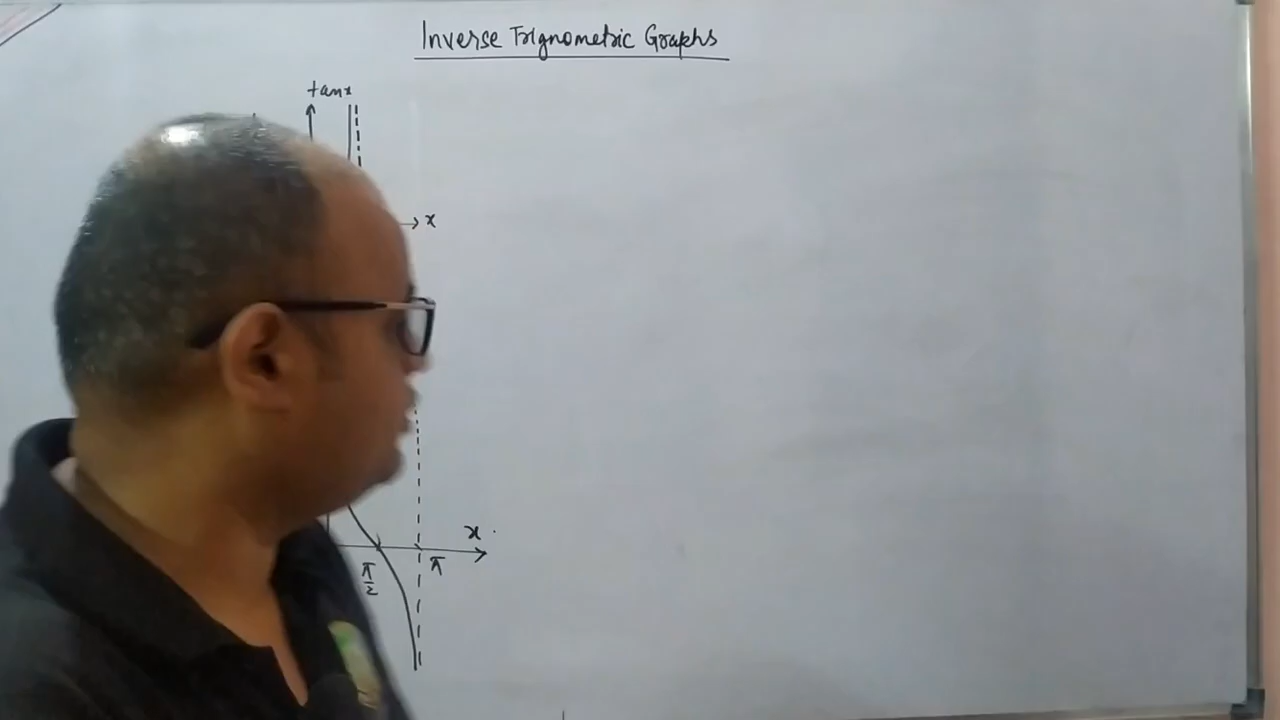 Inverse Trignometric Graphs
tanx
x
x
π/2
π